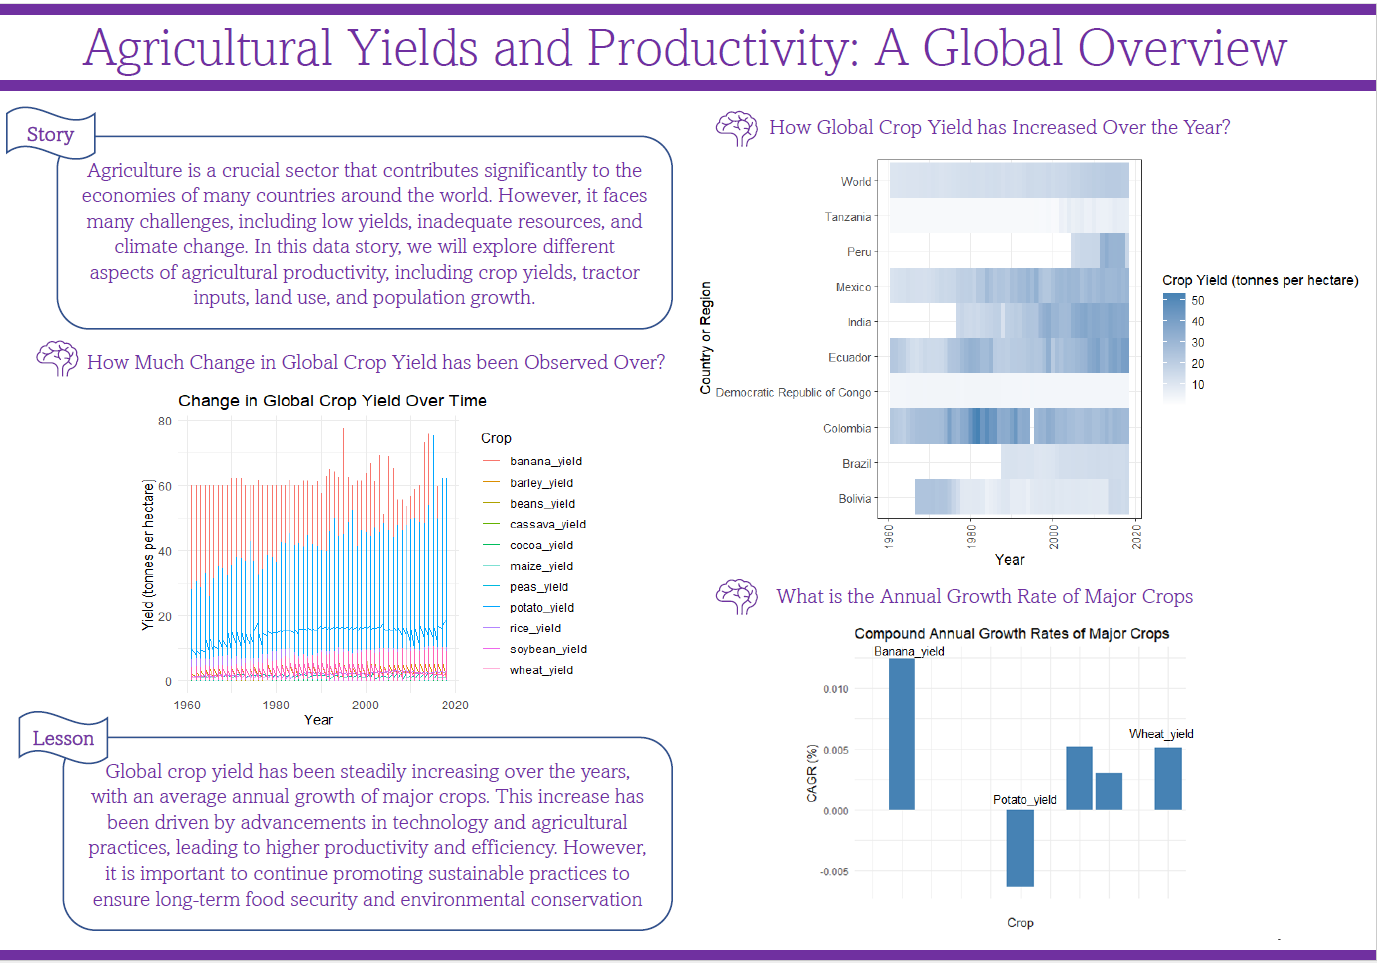 Agricultural Yields and Productivity: A Global Overview
Story
Agriculture is a crucial sector that contributes significantly to the
economies of many countries around the world. However, it faces
many challenges, including low yields, inadequate resources, and
climate change. In this data story, we will explore different
aspects of agricultural productivity, including crop yields, tractor
inputs, land use, and population growth.
How Much Change in Global Crop Yield has been Observed Over?
Change in Global Crop Yield Over Time
80
60
40
20
0
Yield (tonnes per hectare)
1960
1980
2000
2020
Year
Crop
banana_yield
barley_yield
beans_yield
cassava_yield
cocoa_yield
maize_yield
peas_yield
potato_yield
rice_yield
soybean_yield
wheat_yield
Lesson
Global crop yield has been steadily increasing over the years,
with an average annual growth of major crops. This increase has
been driven by advancements in technology and agricultural
practices, leading to higher productivity and efficiency. However,
it is important to continue promoting sustainable practices to
ensure long-term food security and environmental conservation
How Global Crop Yield has Increased Over the Year?
Country or Region
World
Tanzania
Peru
Mexico
India
Ecuador
Democratic Republic of Congo
Colombia
Brazil
Bolivia
1960
1980
2000
2020
Year
Crop Yield (tonnes per hectare)
50
40
30
20
10
What is the Annual Growth Rate of Major Crops
Compound Annual Growth Rates of Major Crops
Banana_yield
Potato_yield
Wheat_yield
CAGR (%)
0.010
0.005
0.000
-0.005
Crop